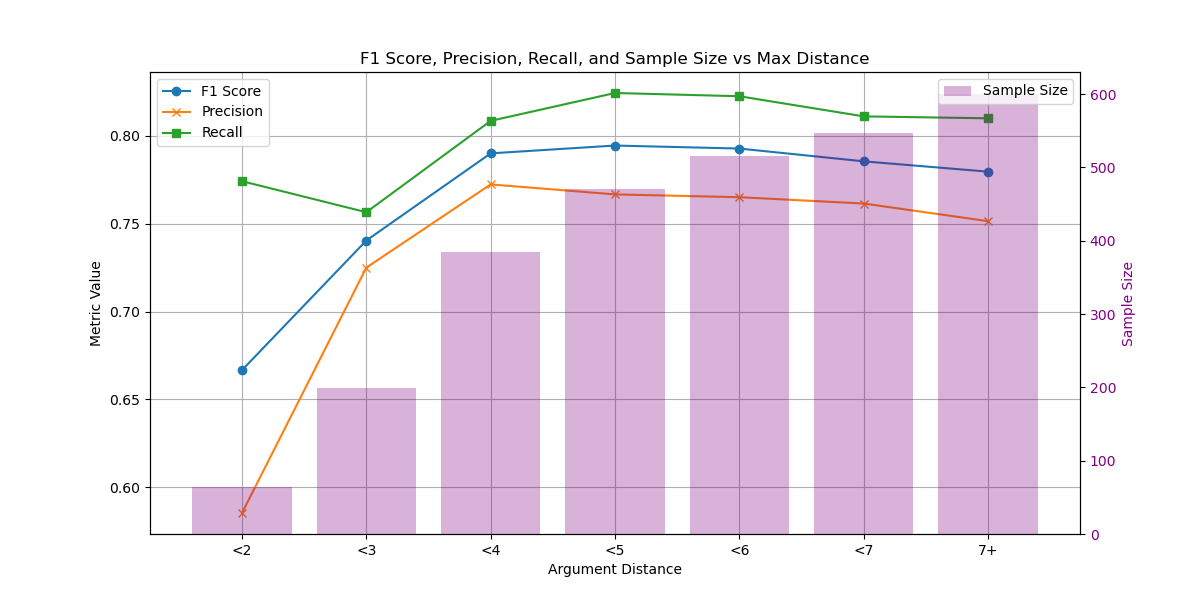 F1 Score, Precision, Recall, and Sample Size vs Max Distance
F1 Score
Precision
Recall
Sample Size
0.80
0.75
0.70
0.65
0.60
Metric Value
600
500
400
300
200
100
0
Sample Size
<2
<3
<4
<5
<6
<7
7+
Argument Distance